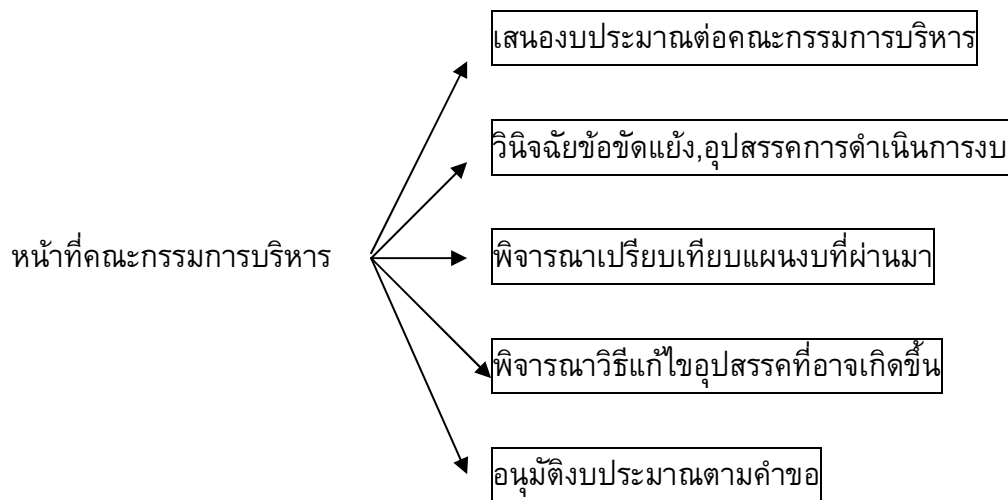 เสนองบประมาณต่อคณะกรรมการบริหาร
วินิจฉัยข้อขัดแย้ง,อุปสรรคการดำเนินการงบ
หน้าที่คณะกรรมการบริหาร
พิจารณาเปรียบเทียบแผนงบที่ผ่านมา
พิจารณาวิธีแก้ไขอุปสรรคที่อาจเกิดขึ้น
อนุมัติงบประมาณตามคำขอ